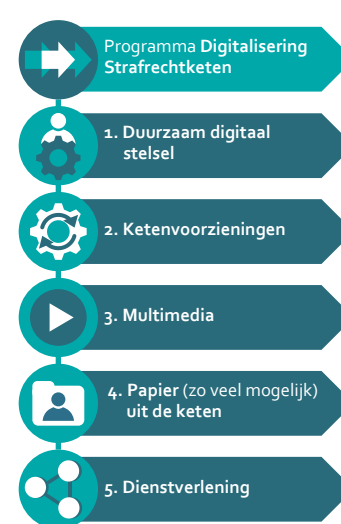 Programma Digitalisering
Strafrechtketen
1. Duurzaam digitaal
stelsel
2. Ketenvoorzieningen
3. Multimedia
4. Papier (zo veel mogelijk)
uit de keten
5. Dienstverlening